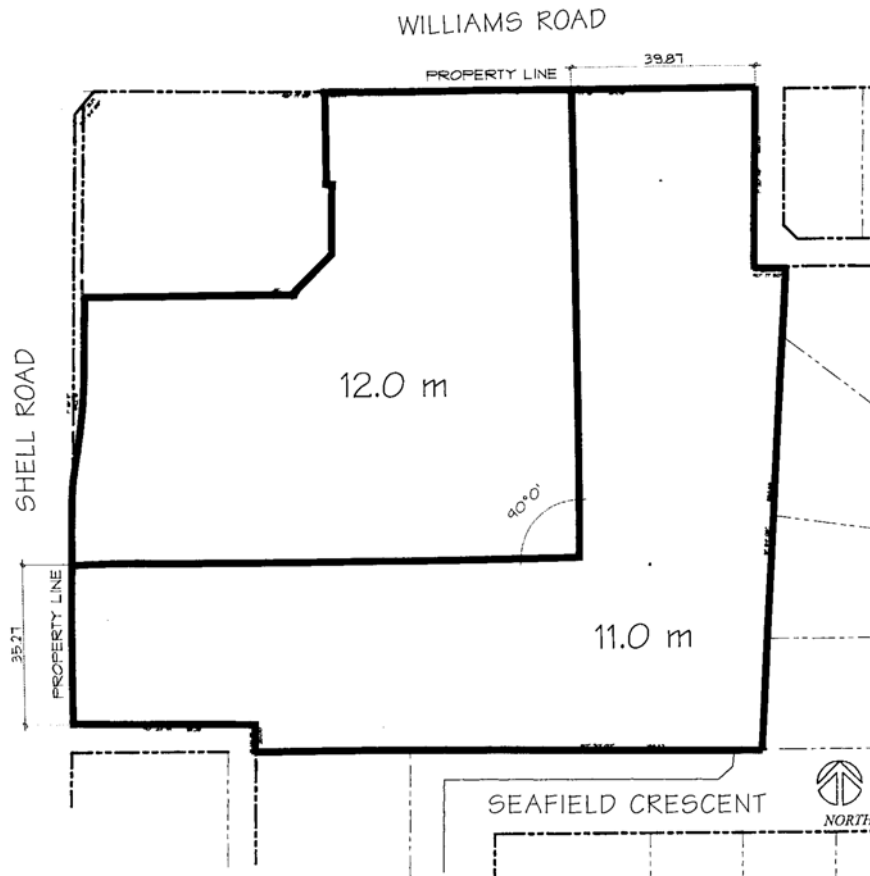 WILLIAMS ROAD
PROPERTY LINE
39.87
SHELL ROAD
12.0 m
90°0'
PROPERTY LINE
35.27
11.0 m
SEAFIELD CRESCENT
NORTH